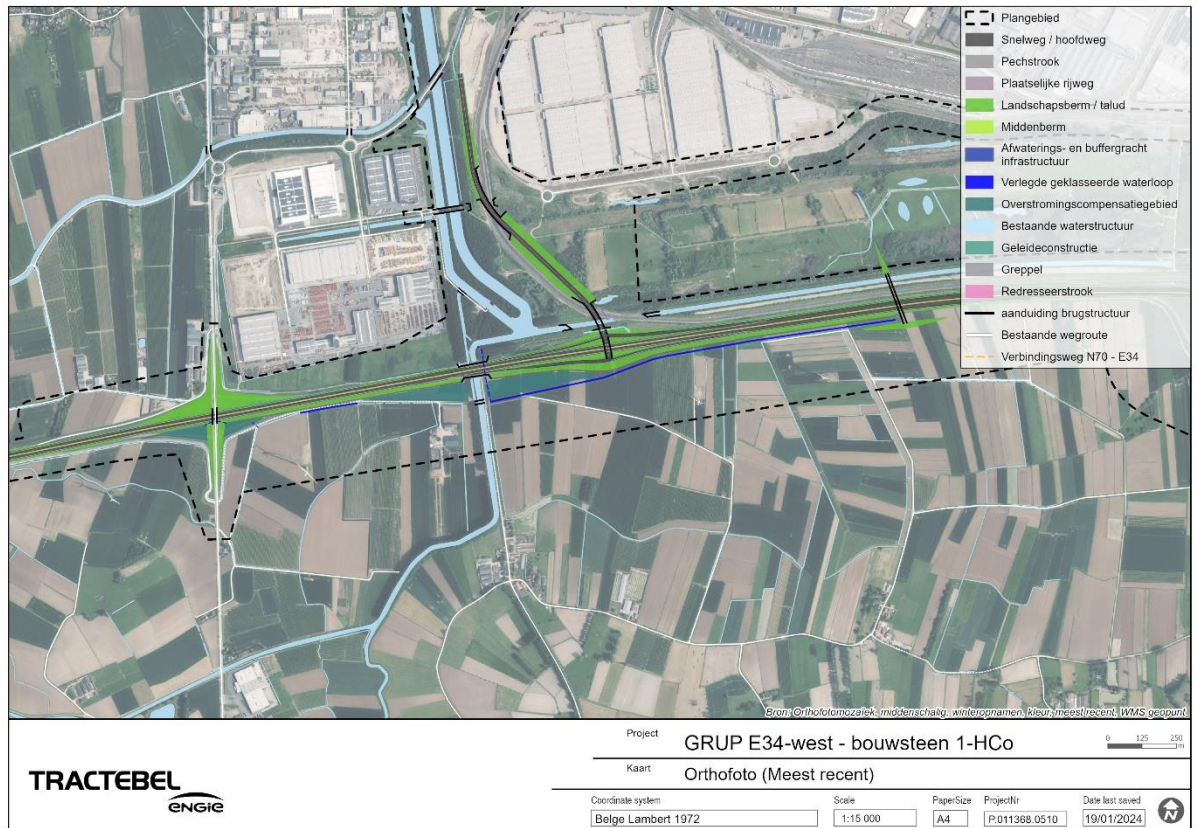 Plangebied
Snelweg / hoofdweg
Pechstrook
Plaatselijke rijweg
Landschapsberm / talud
Middenberm
Afwaterings- en buffergracht
infrastructuur
Verlegde geklasseerde waterloop
Overstromingscompensatiegebied
Bestaande waterstructuur
Geleideconstructie
Greppel
Redresseerstrook
aanduiding brugstructuur
Bestaande wegroute
Verbindingsweg N70 - E34
Bron: Orthofotomozaïek, middenschalig, winteropnamen, kleur, meest recent, WMS geopunt
TRACTEBEL
ENGIE
Project
GRUP E34-west - bouwsteen 1-HCo
0 125 250
m
Kaart
Orthofoto (Meest recent)
Coordinate system
Belge Lambert 1972
Scale
1:15 000
PaperSize
A4
ProjectNr
P.011368.0510
Date last saved
19/01/2024
N